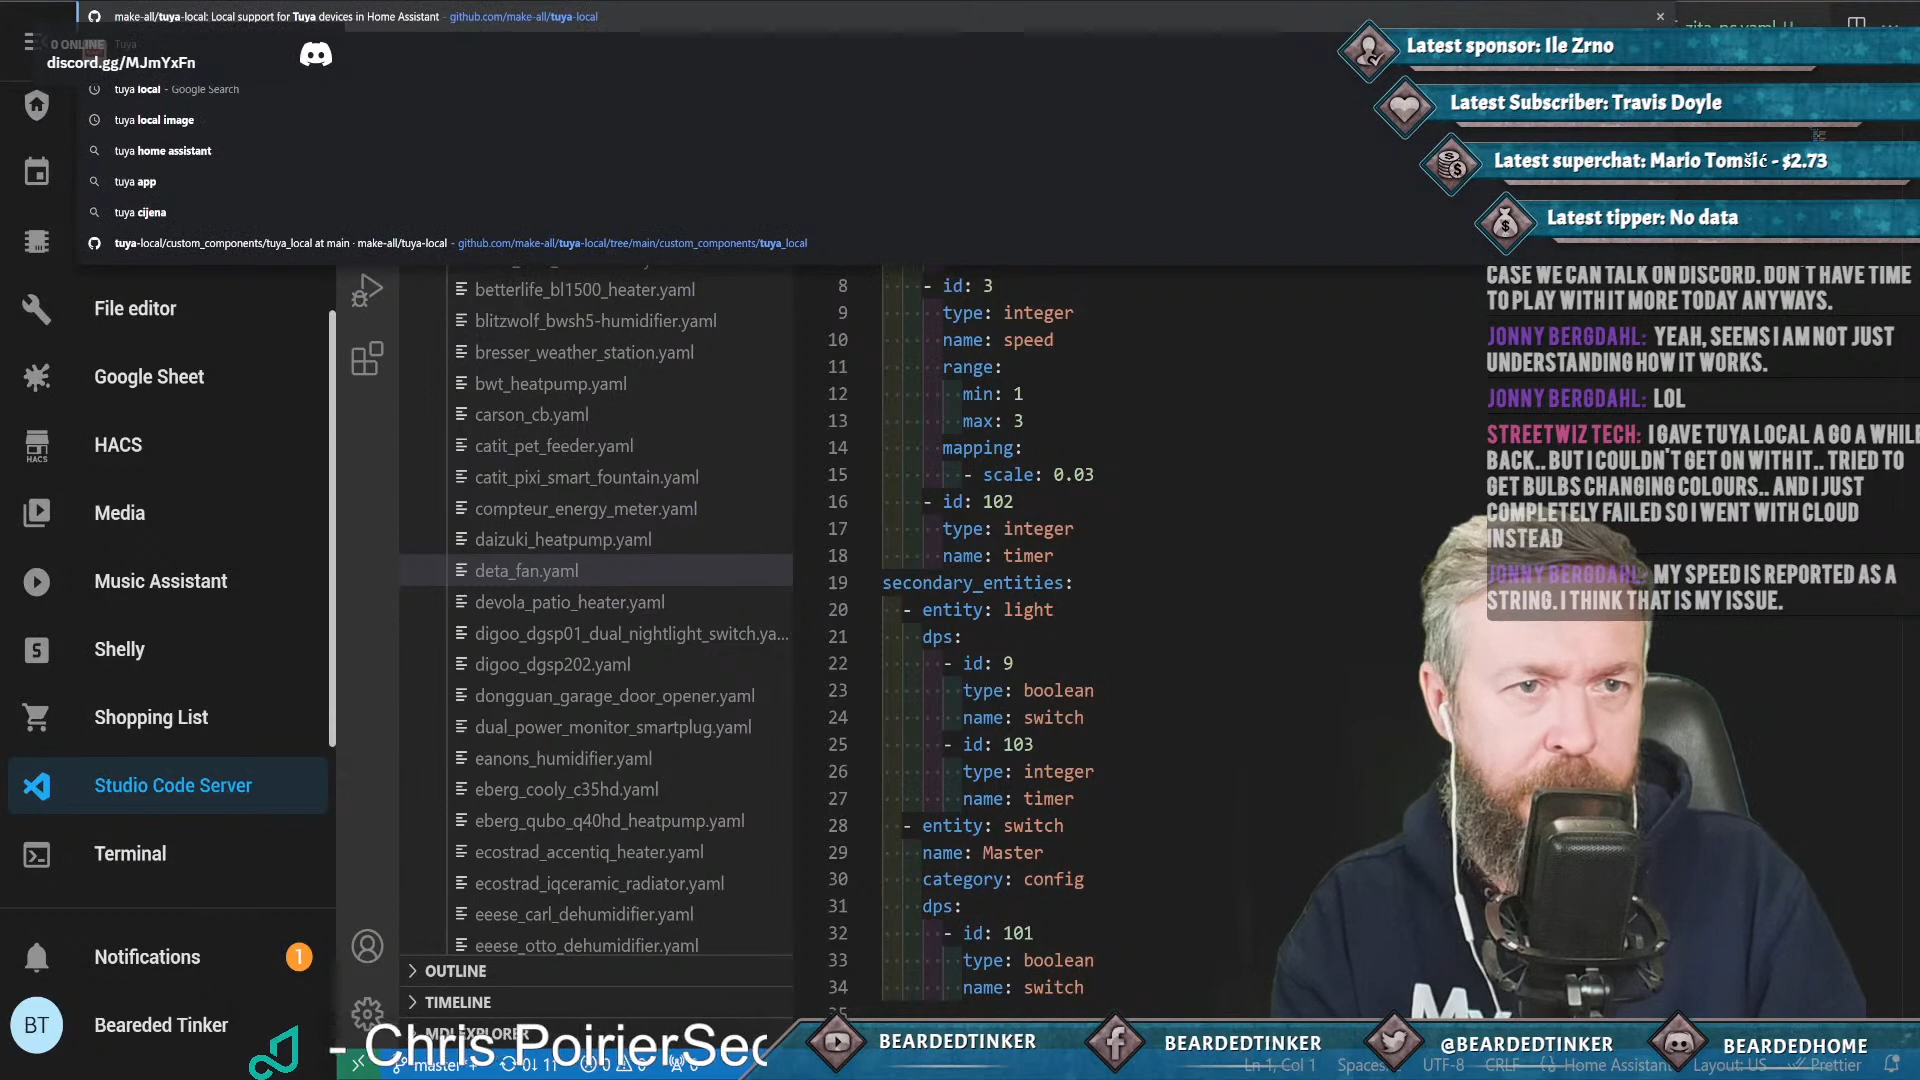 make-all/tuya-local: Local support for Tuya devices in Home Assistant - github.com/make-all/tuya-local
0 ONLINE
Tuya
discord.gg/MJmYxFn
tuya local - Google Search
tuya local image
tuya home assistant
tuya app
tuya cijena
tuya-local/custom_components/tuya_local at main · make-all/tuya-local - github.com/make-all/tuya-local/tree/main/custom_components/tuya_local
Latest sponsor: Ile Zrno
Latest Subscriber: Travis Doyle
Latest superchat: Mario Tomšić - $2.73
Latest tipper: No data
File editor
Google Sheet
HACS
HACS
Media
Music Assistant
Shelly
Shopping List
Studio Code Server
Terminal
Notifications
1
BT
Bearded Tinker
betterlife_bl1500_heater.yaml
blitzwolf_bwsh5-humidifier.yaml
bresser_weather_station.yaml
bwt_heatpump.yaml
carson_cb.yaml
catit_pet_feeder.yaml
catit_pixi_smart_fountain.yaml
compteur_energy_meter.yaml
daizuki_heatpump.yaml
deta_fan.yaml
devola_patio_heater.yaml
digoo_dgsp01_dual_nightlight_switch.ya...
digoo_dgsp202.yaml
dongguan_garage_door_opener.yaml
dual_power_monitor_smartplug.yaml
eanons_humidifier.yaml
eberg_cooly_c35hd.yaml
eberg_qubo_q40hd_heatpump.yaml
ecostrad_accentiq_heater.yaml
ecostrad_iqceramic_radiator.yaml
eeese_carl_dehumidifier.yaml
eeese_otto_dehumidifier.yaml
OUTLINE
TIMELINE
8 - id: 3
9 type: integer
10 name: speed
11 range:
12 min: 1
13 max: 3
14 mapping:
15 - scale: 0.03
16 - id: 102
17 type: integer
18 name: timer
19 secondary_entities:
20 - entity: light
21 dps:
22 - id: 9
23 type: boolean
24 name: switch
25 - id: 103
26 type: integer
27 name: timer
28 - entity: switch
29 name: Master
30 category: config
31 dps:
32 - id: 101
33 type: boolean
34 name: switch
CASE WE CAN TALK ON DISCORD. DON'T HAVE TIME
TO PLAY WITH IT MORE TODAY ANYWAYS.
JONNY BERGDAHL: YEAH, SEEMS I AM NOT JUST
UNDERSTANDING HOW IT WORKS.
JONNY BERGDAHL: LOL
STREETWIZ TECH: I GAVE TUYA LOCAL A GO A WHILE
BACK.. BUT I COULDN'T GET ON WITH IT.. TRIED TO
GET BULBS CHANGING COLOURS.. AND I JUST
COMPLETELY FAILED SO I WENT WITH CLOUD
INSTEAD
JONNY BERGDAHL: MY SPEED IS REPORTED AS A
STRING. I THINK THAT IS MY ISSUE.
- Chris PoirierSec
BEARDEDTINKER
BEARDEDTINKER
@BEARDEDTINKER
BEARDEDHOME
master*+
Ln 1, Col 1
UTF-8
CRLF
Home Assistan
Layout: US
Prettier